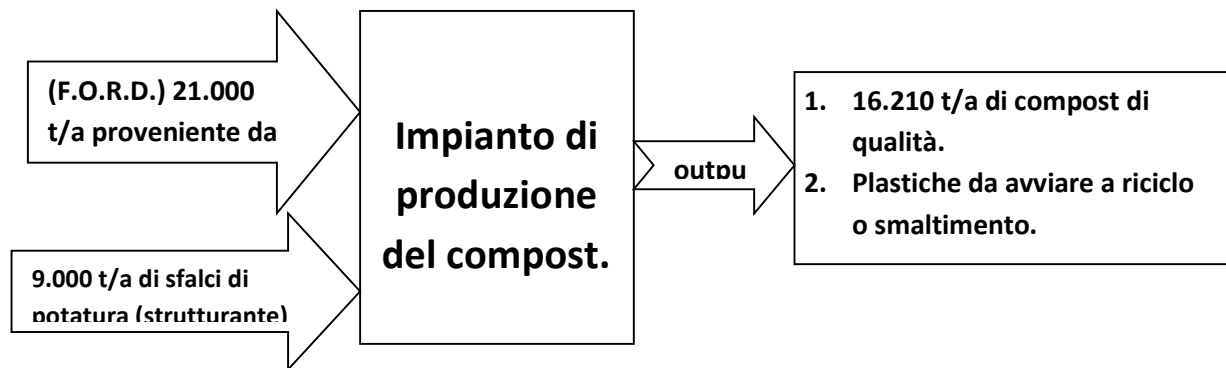 (F.O.R.D.) 21.000
t/a proveniente da
9.000 t/a di sfalci di
potatura (strutturante)
Impianto di
produzione
del compost.
outpu
1. 16.210 t/a di compost di
qualità.
2. Plastiche da avviare a riciclo
o smaltimento.